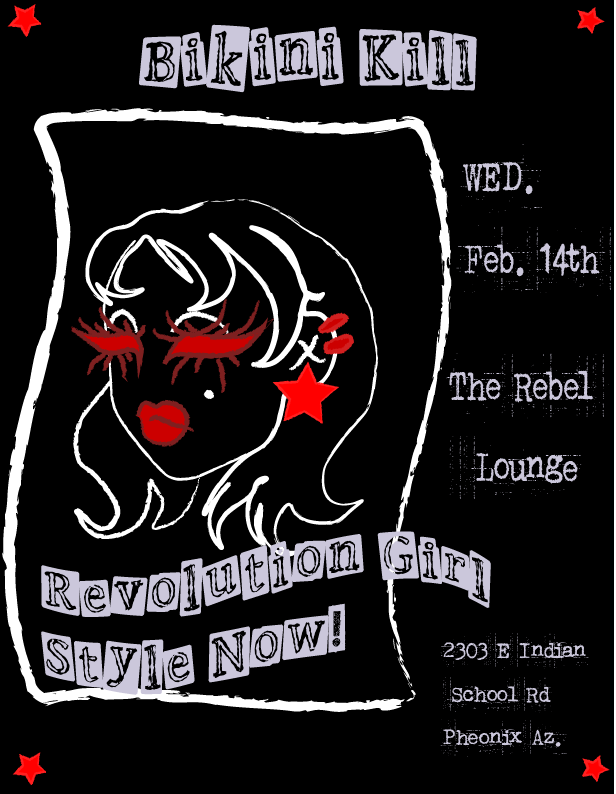 Bikini Kill
WED.
Feb. 14th
The Rebel
Lounge
Revolution Girl
Style Now!
2303 E Indian
School Rd
Pheonix Az.